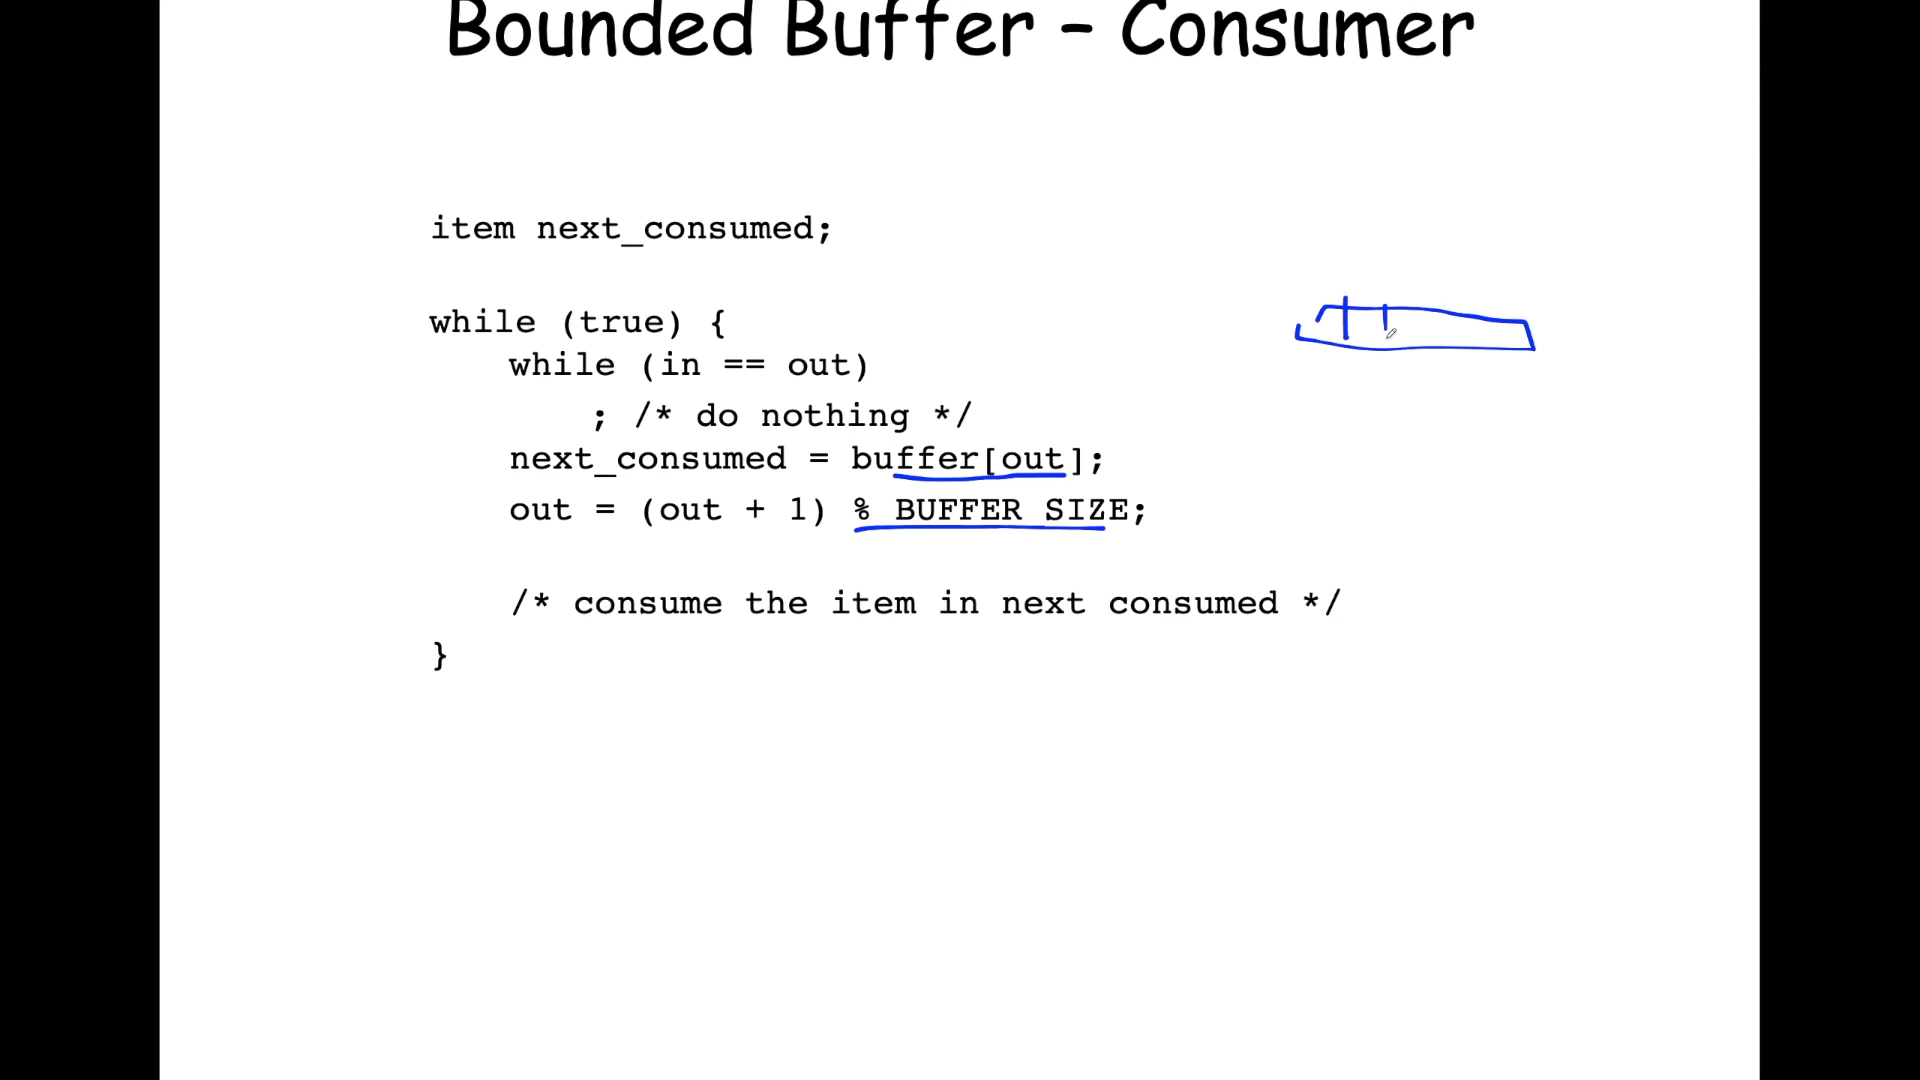 Bounded Buffer – Consumer
item next_consumed;
while (true) {
while (in == out)
; /* do nothing */
next_consumed = buffer[out];
out = (out + 1) % BUFFER SIZE;
/* consume the item in next consumed */
}